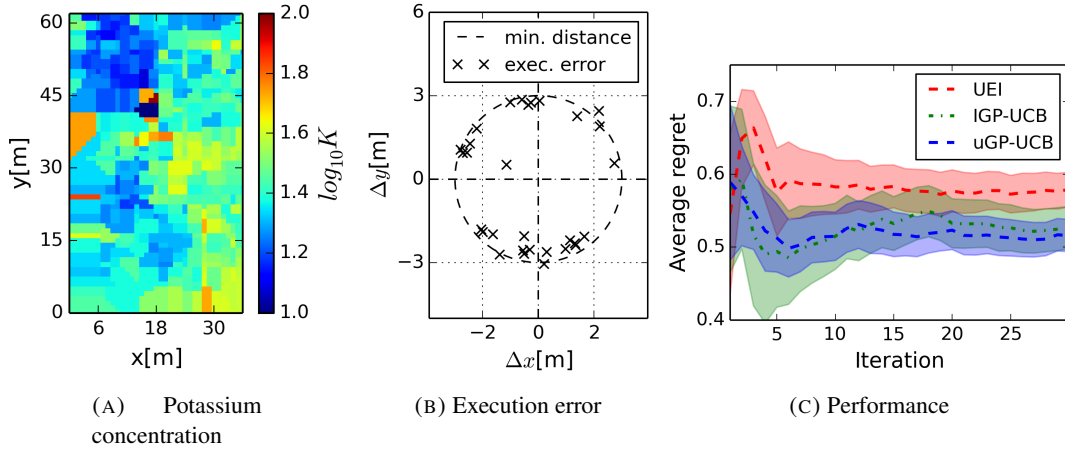 60
45
30
15
0
y[m]
6 18 30
x[m]
2.0
1.8
1.6
1.4
1.2
1.0
log₁₀K
min. distance
exec. error
3
0
−3
Δy[m]
−2 0 2
Δx[m]
UEI
IGP-UCB
uGP-UCB
0.7
0.6
0.5
0.4
Average regret
5 10 15 20 25
Iteration
(A) Potassium
concentration
(B) Execution error
(C) Performance